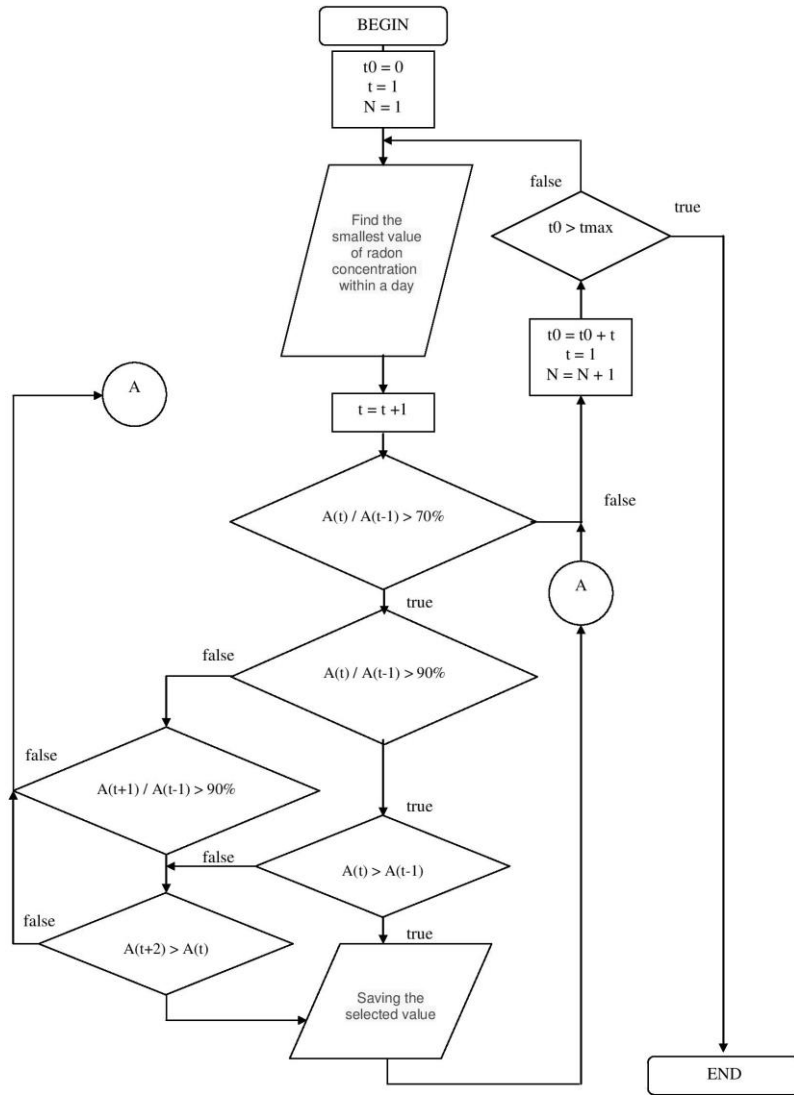 BEGIN
t0 = 0
t = 1
N = 1
Find the
smallest value
of radon
concentration
within a day
false
true
t0 > tmax
t0 = t0 + t
t = 1
N = N + 1
A
t = t +1
A(t) / A(t-1) > 70%
false
A
true
A(t) / A(t-1) > 90%
false
false
A(t+1) / A(t-1) > 90%
true
A(t) > A(t-1)
false
false
A(t+2) > A(t)
true
Saving the
selected value
END